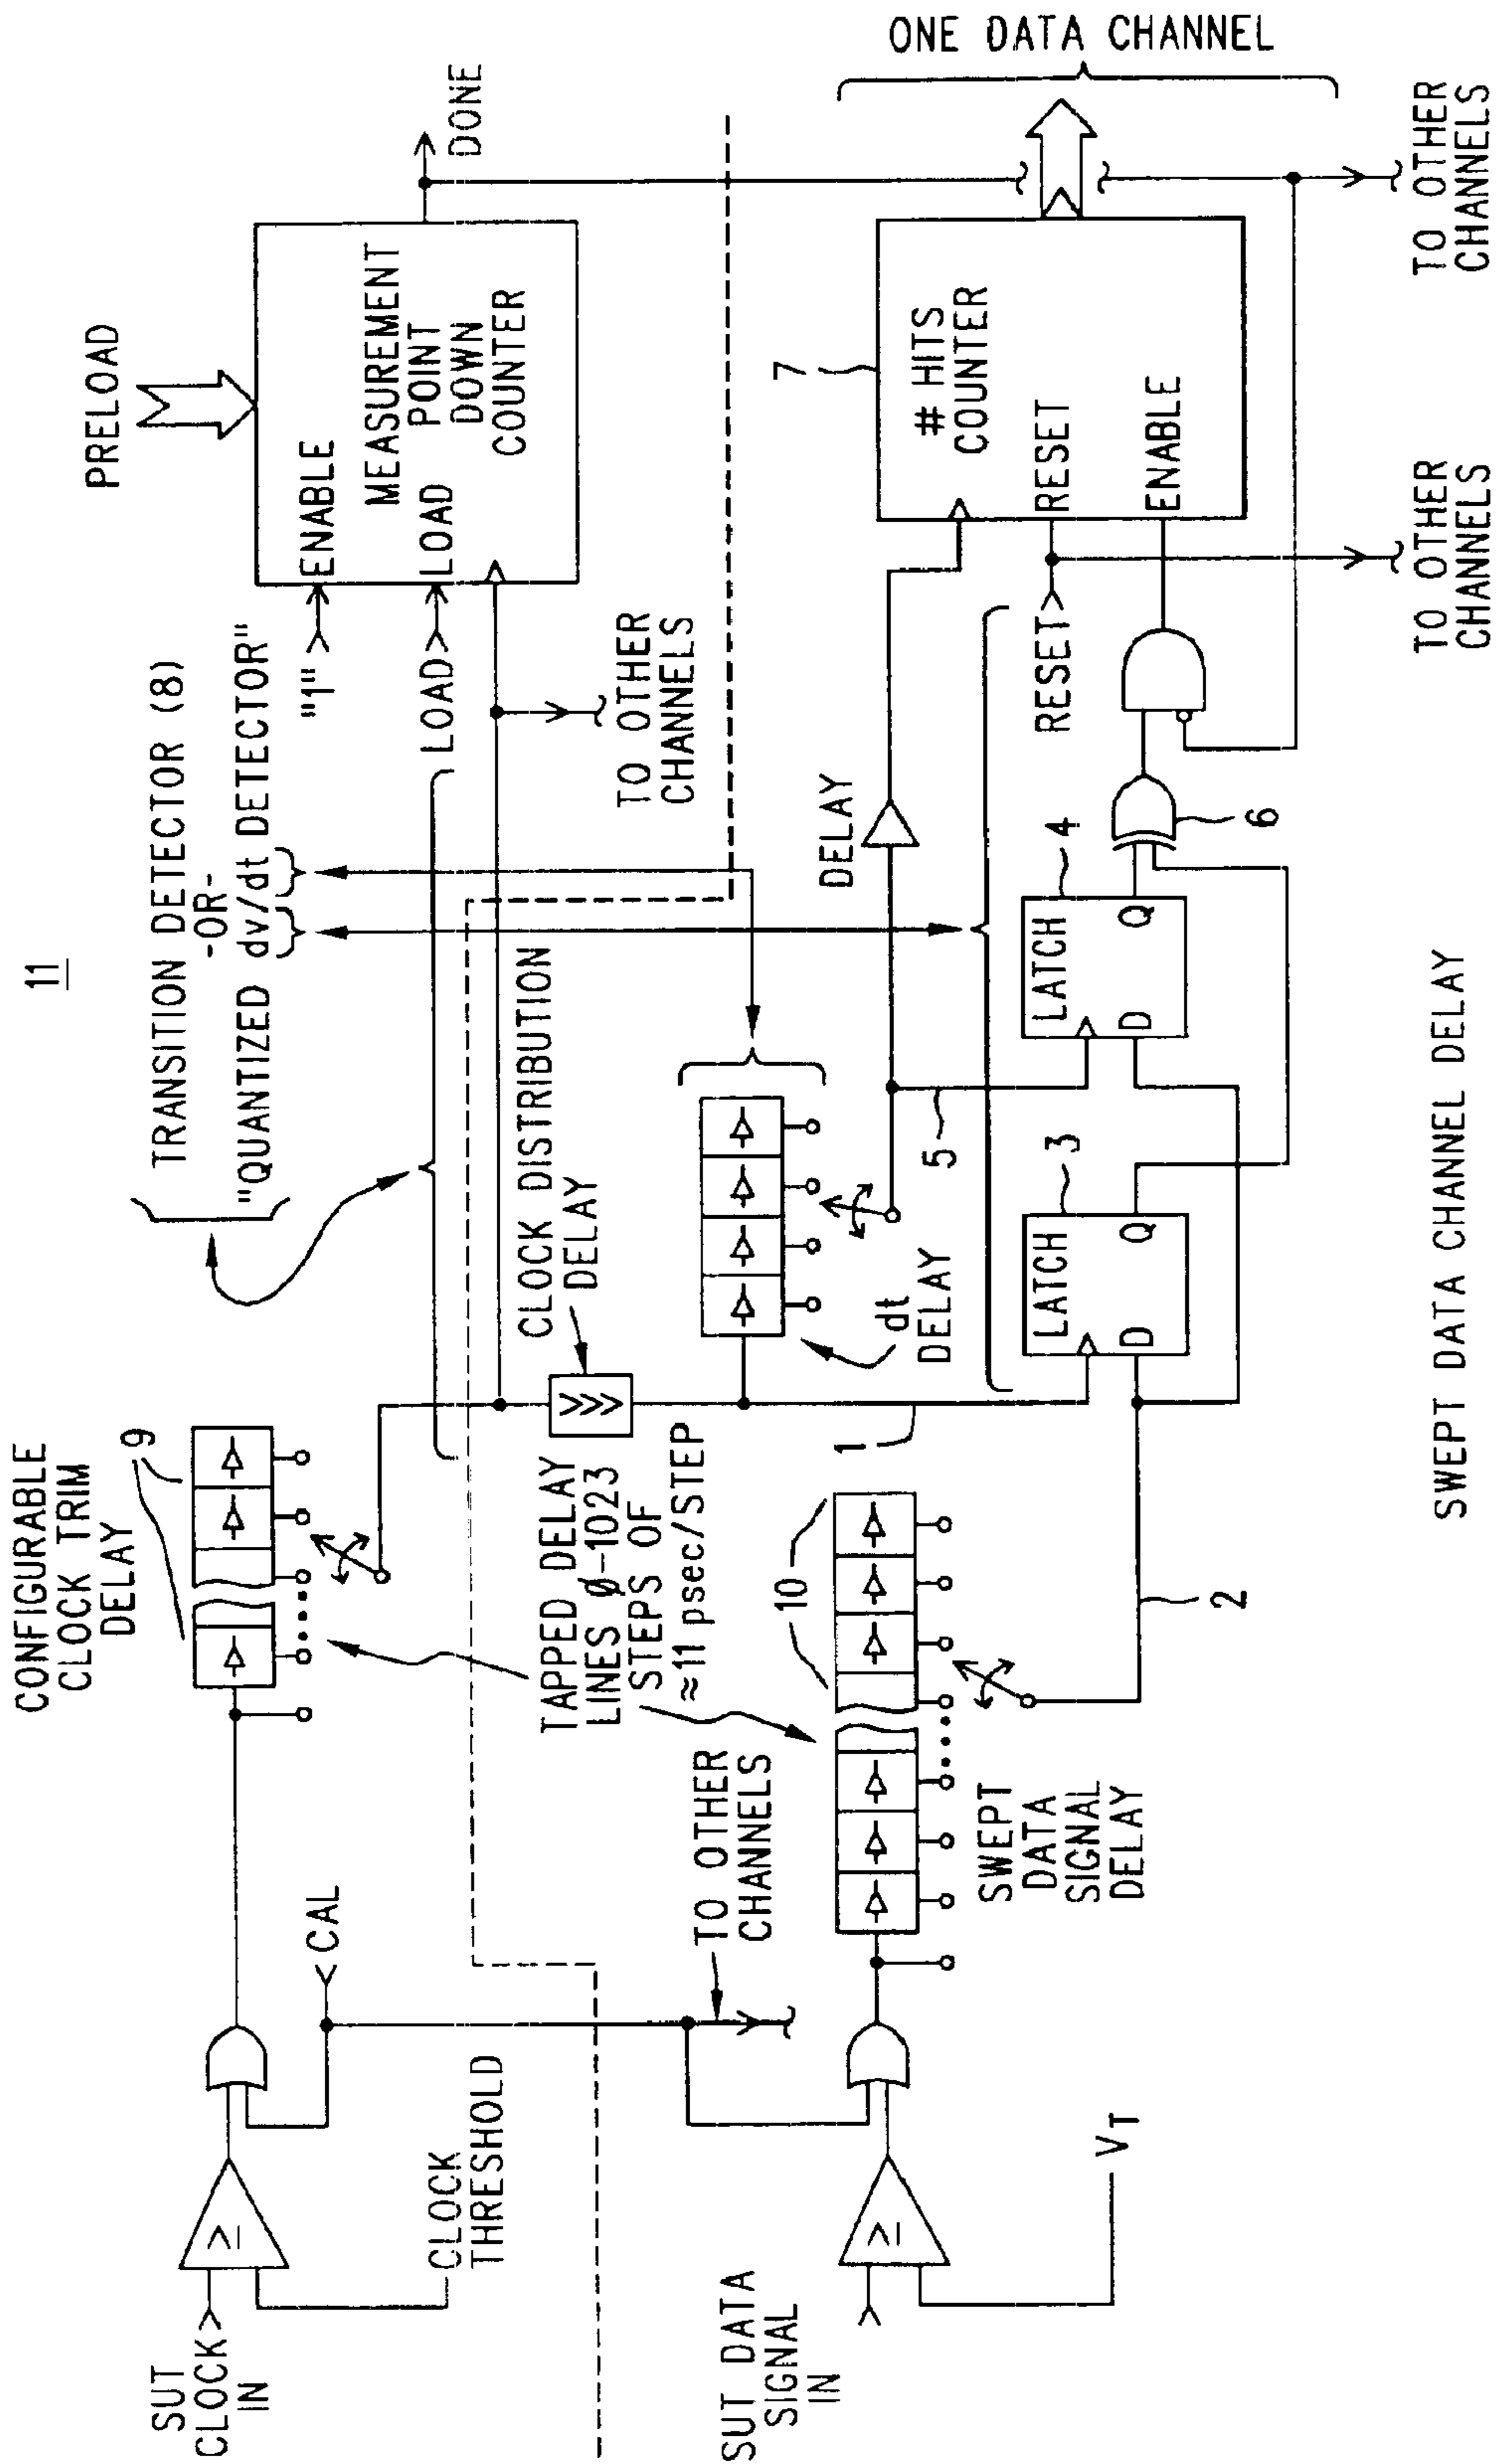 11
TRANSITION DETECTOR (8)
-OR-
"QUANTIZED dv/dt DETECTOR"
PRELOAD
"1"
ENABLE
MEASUREMENT
POINT
DOWN
COUNTER
LOAD
LOAD
DONE
CONFIGURABLE
CLOCK TRIM
DELAY
9
SUT
CLOCK
IN
≥
CLOCK
THRESHOLD
CAL
TO OTHER
CHANNELS
CLOCK DISTRIBUTION
DELAY
TAPPED DELAY
LINES Ø-1023
STEPS OF
≈11 psec/STEP
TO OTHER
CHANNELS
dt
DELAY
DELAY
ONE DATA CHANNEL
SUT DATA
SIGNAL
IN
≥
VT
10
SWEPT
DATA
SIGNAL
DELAY
1
2
LATCH
D
Q
3
5
LATCH
D
Q
4
6
7
# HITS
COUNTER
RESET
RESET
ENABLE
TO OTHER
CHANNELS
TO OTHER
CHANNELS
SWEPT DATA CHANNEL DELAY